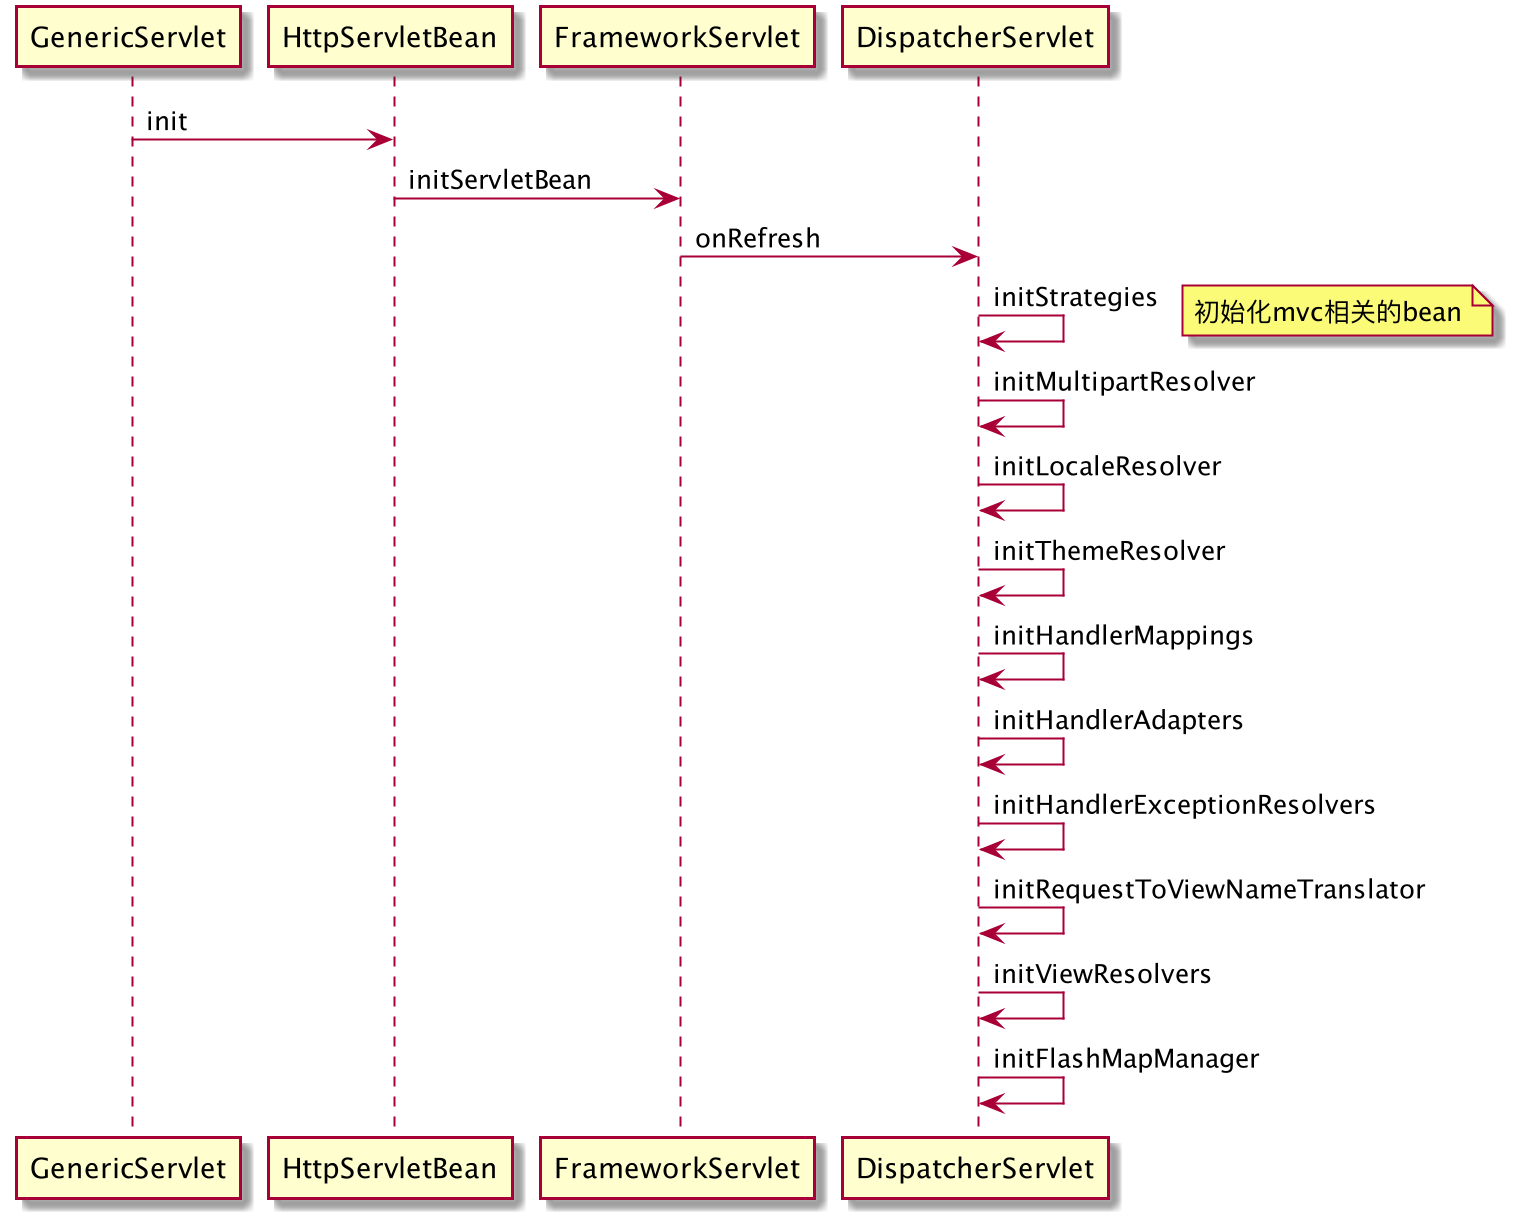 GenericServlet HttpServletBean FrameworkServlet DispatcherServlet
init
initServletBean
onRefresh
initStrategies
初始化mvc相关的bean
initMultipartResolver
initLocaleResolver
initThemeResolver
initHandlerMappings
initHandlerAdapters
initHandlerExceptionResolvers
initRequestToViewNameTranslator
initViewResolvers
initFlashMapManager
GenericServlet HttpServletBean FrameworkServlet DispatcherServlet